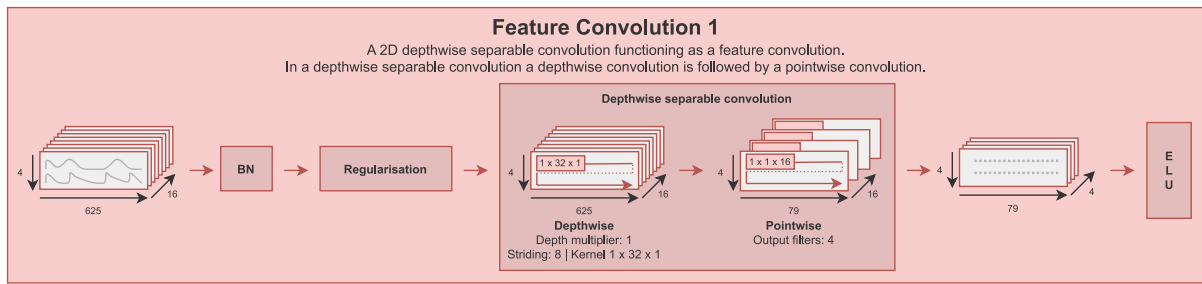 Feature Convolution 1
A 2D depthwise separable convolution functioning as a feature convolution.
In a depthwise separable convolution a depthwise convolution is followed by a pointwise convolution.
4
625
16
BN
Regularisation
Depthwise separable convolution
1 x 32 x 1
4
625
16
Depthwise
Depth multiplier: 1
Striding: 8 | Kernel 1 x 32 x 1
1 x 1 x 16
4
79
16
Pointwise
Output filters: 4
4
79
4
E
L
U